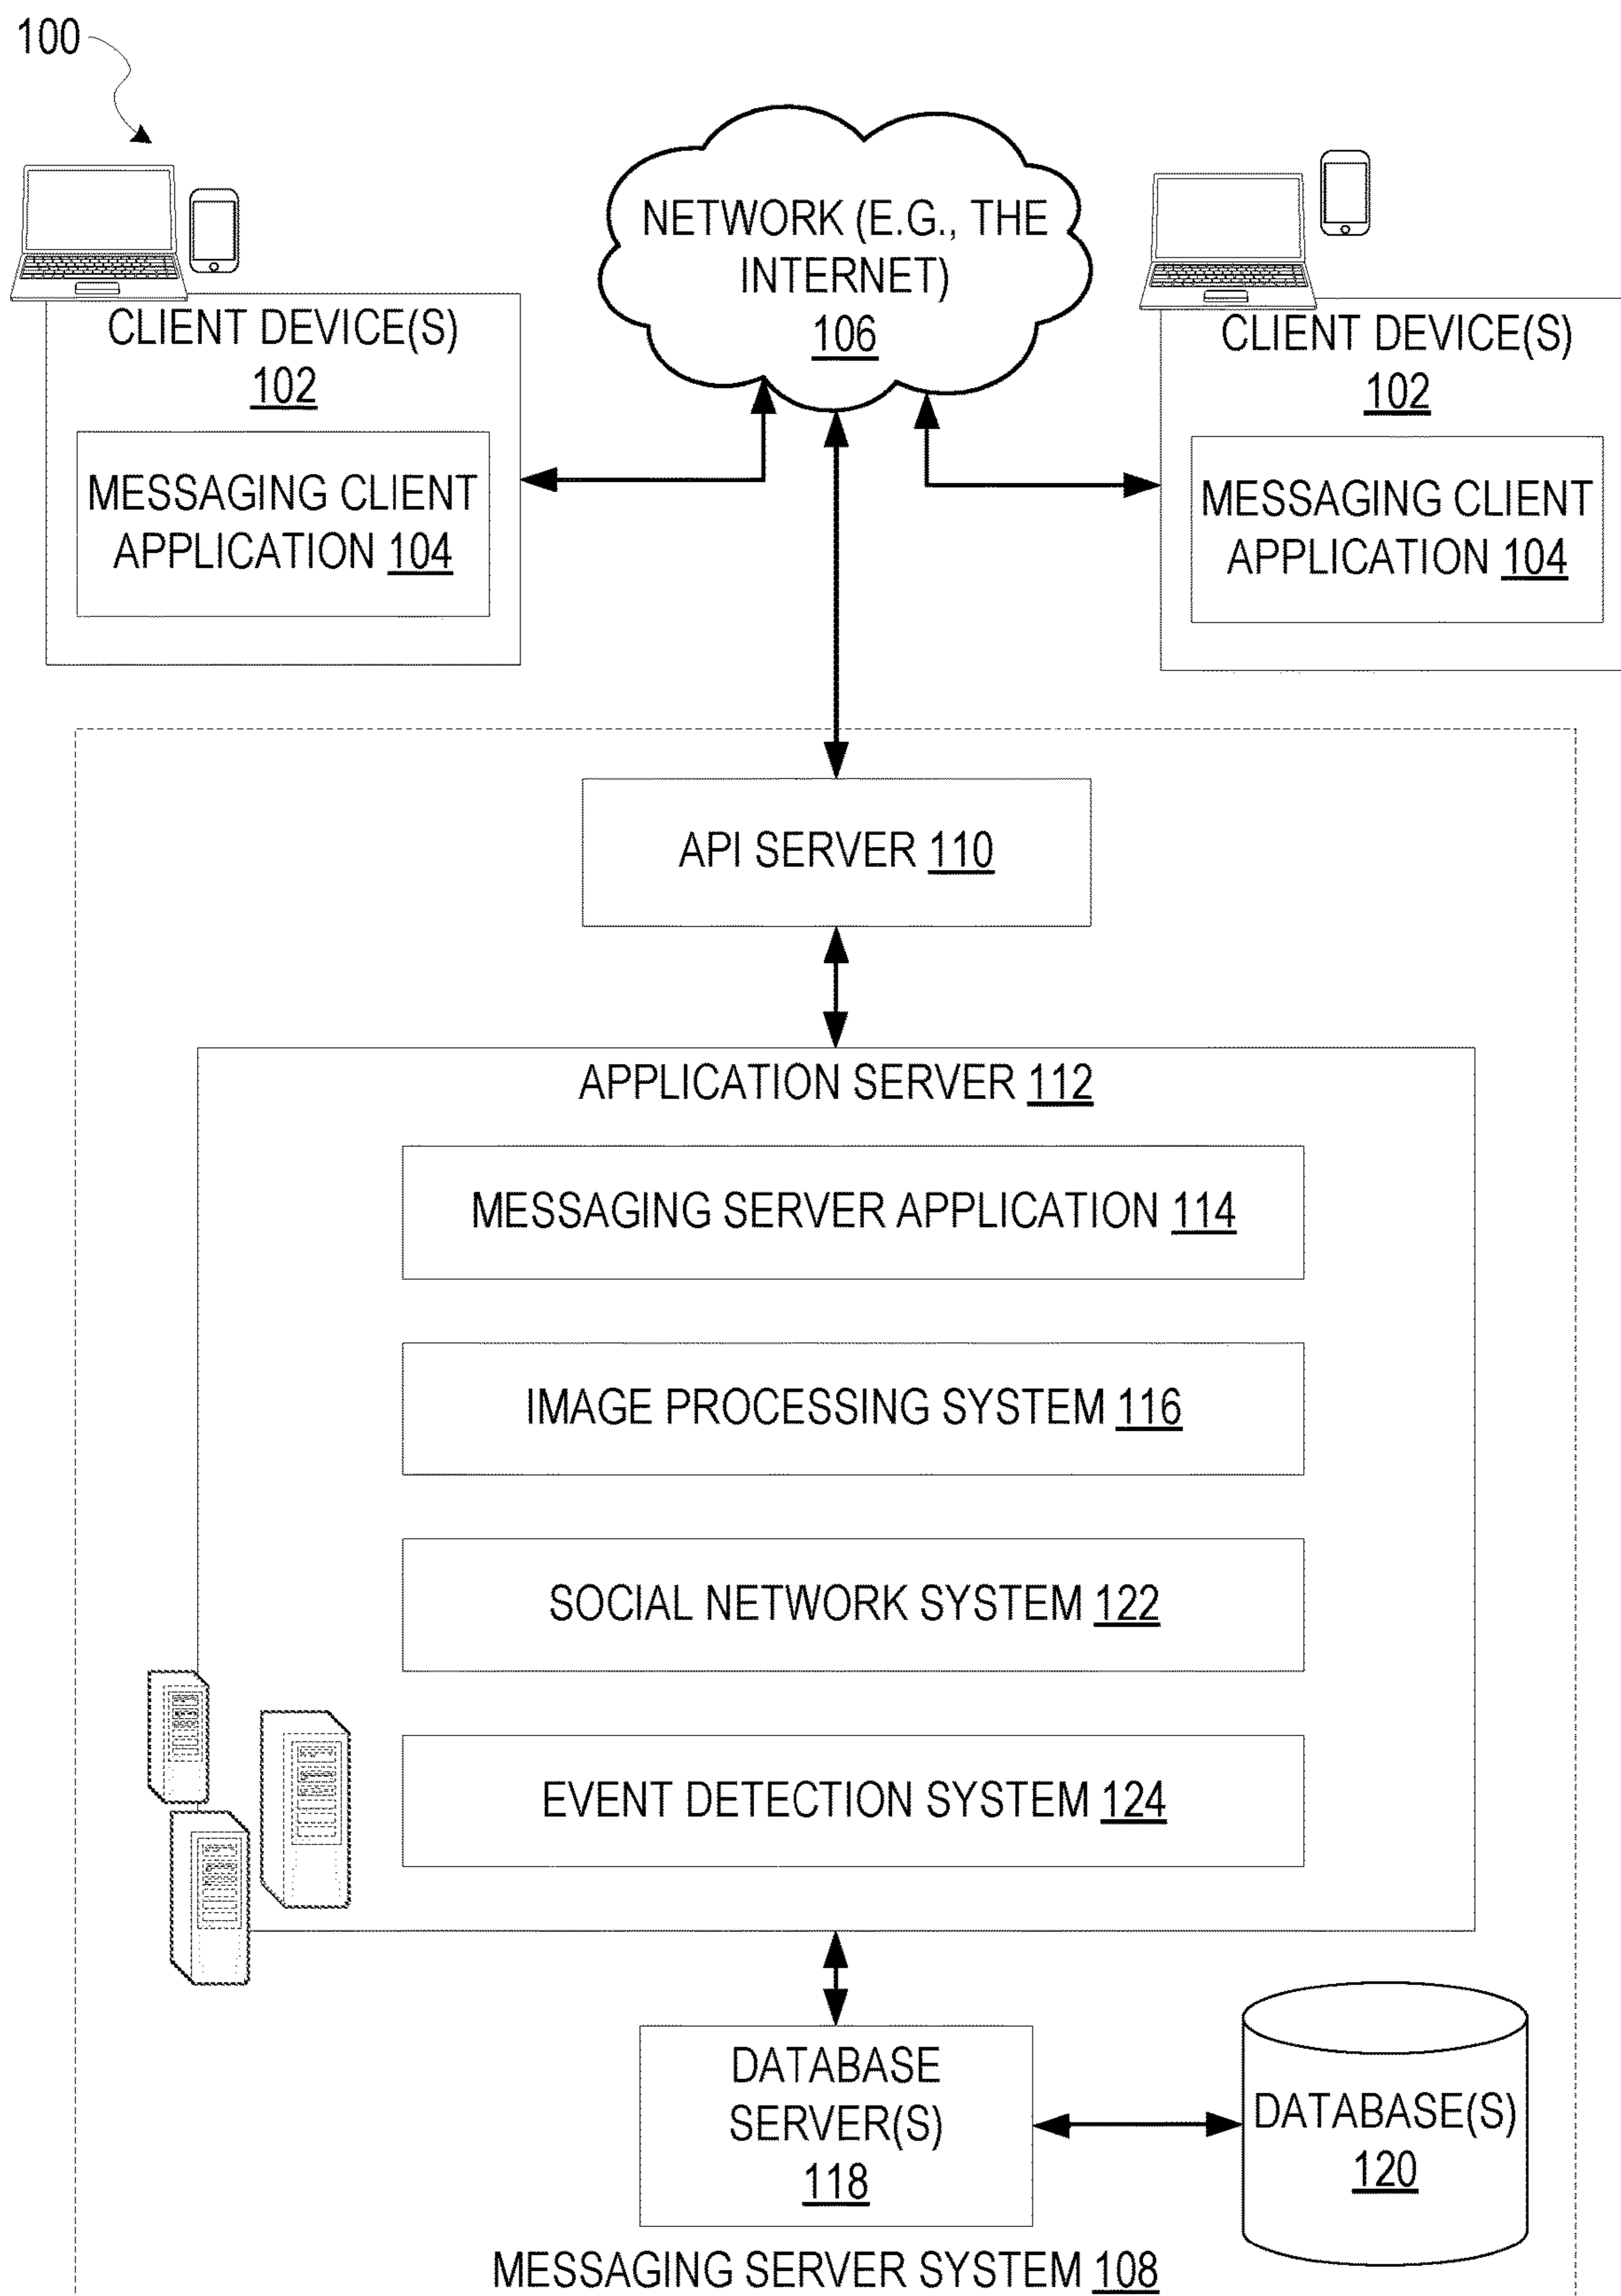 100
NETWORK (E.G., THE
INTERNET)
106
CLIENT DEVICE(S)
102
MESSAGING CLIENT
APPLICATION 104
CLIENT DEVICE(S)
102
MESSAGING CLIENT
APPLICATION 104
API SERVER 110
APPLICATION SERVER 112
MESSAGING SERVER APPLICATION 114
IMAGE PROCESSING SYSTEM 116
SOCIAL NETWORK SYSTEM 122
EVENT DETECTION SYSTEM 124
DATABASE
SERVER(S)
118
DATABASE(S)
120
MESSAGING SERVER SYSTEM 108